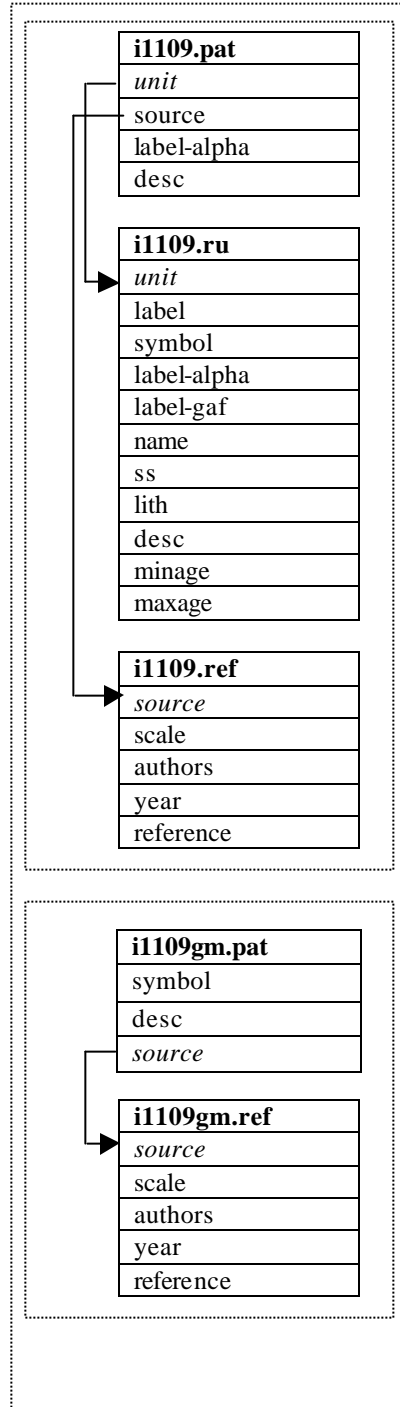 i1109.pat
unit
source
label-alpha
desc
i1109.ru
unit
label
symbol
label-alpha
label-gaf
name
ss
lith
desc
minage
maxage
i1109.ref
source
scale
authors
year
reference
i1109gm.pat
symbol
desc
source
i1109gm.ref
source
scale
authors
year
reference